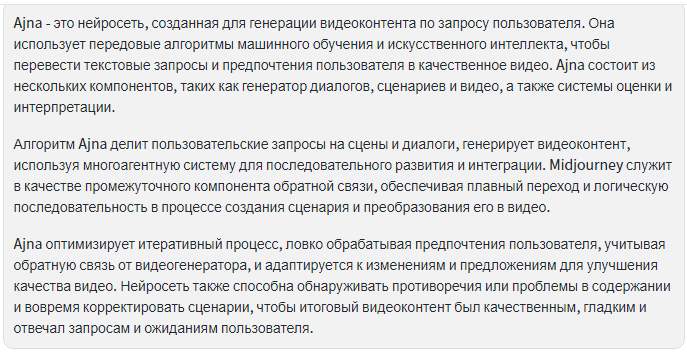 Ajna - это нейросеть, созданная для генерации видеоконтента по запросу пользователя. Она
использует передовые алгоритмы машинного обучения и искусственного интеллекта, чтобы
перевести текстовые запросы и предпочтения пользователя в качественное видео. Ajna состоит из
нескольких компонентов, таких как генератор диалогов, сценариев и видео, а также системы оценки и
интерпретации.
Алгоритм Ajna делит пользовательские запросы на сцены и диалоги, генерирует видеоконтент,
используя многоагентную систему для последовательного развития и интеграции. Midjourney служит
в качестве промежуточного компонента обратной связи, обеспечивая плавный переход и логическую
последовательность в процессе создания сценария и преобразования его в видео.
Ajna оптимизирует итеративный процесс, ловко обрабатывая предпочтения пользователя, учитывая
обратную связь от видеогенератора, и адаптируется к изменениям и предложениям для улучшения
качества видео. Нейросеть также способна обнаруживать противоречия или проблемы в содержании
и вовремя корректировать сценарии, чтобы итоговый видеоконтент был качественным, гладким и
отвечал запросам и ожиданиям пользователя.